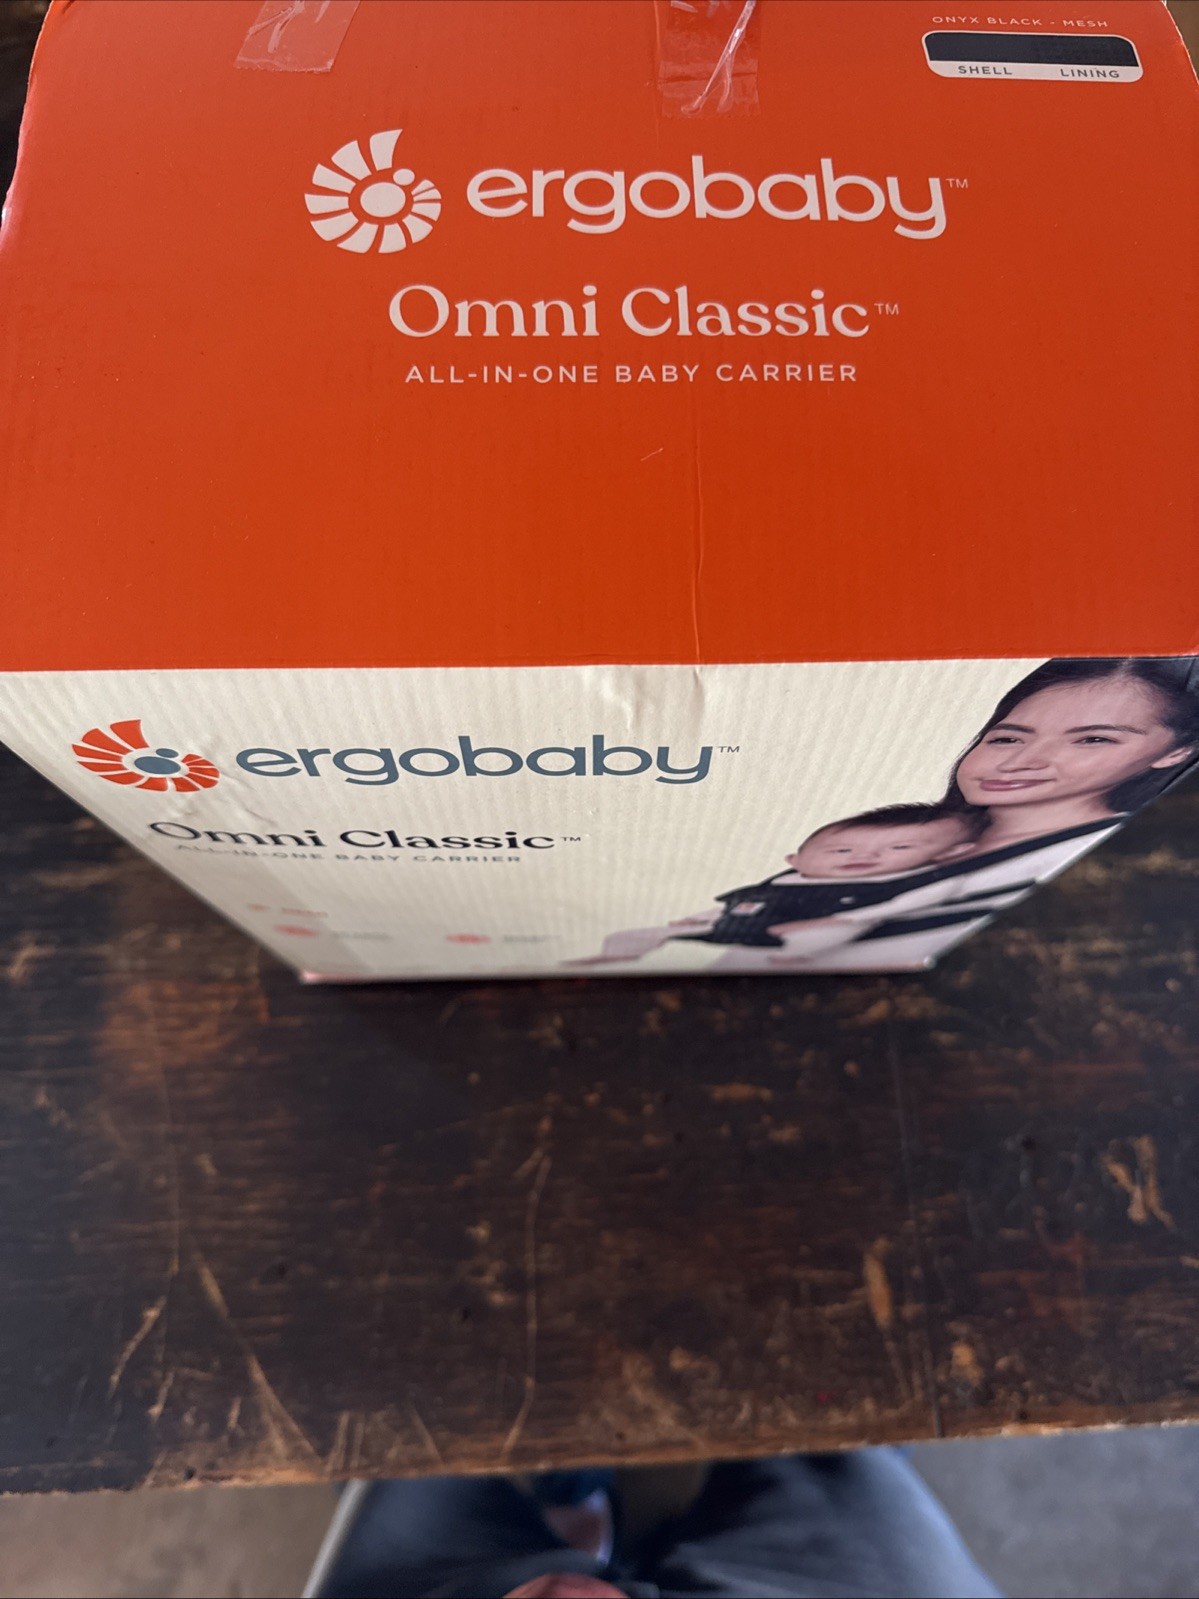 ONYX BLACK - MESH
SHELL LINING
ergobaby™
Omni Classic™
ALL-IN-ONE BABY CARRIER
ergobaby™
Omni Classic™
ALL-IN-ONE BABY CARRIER